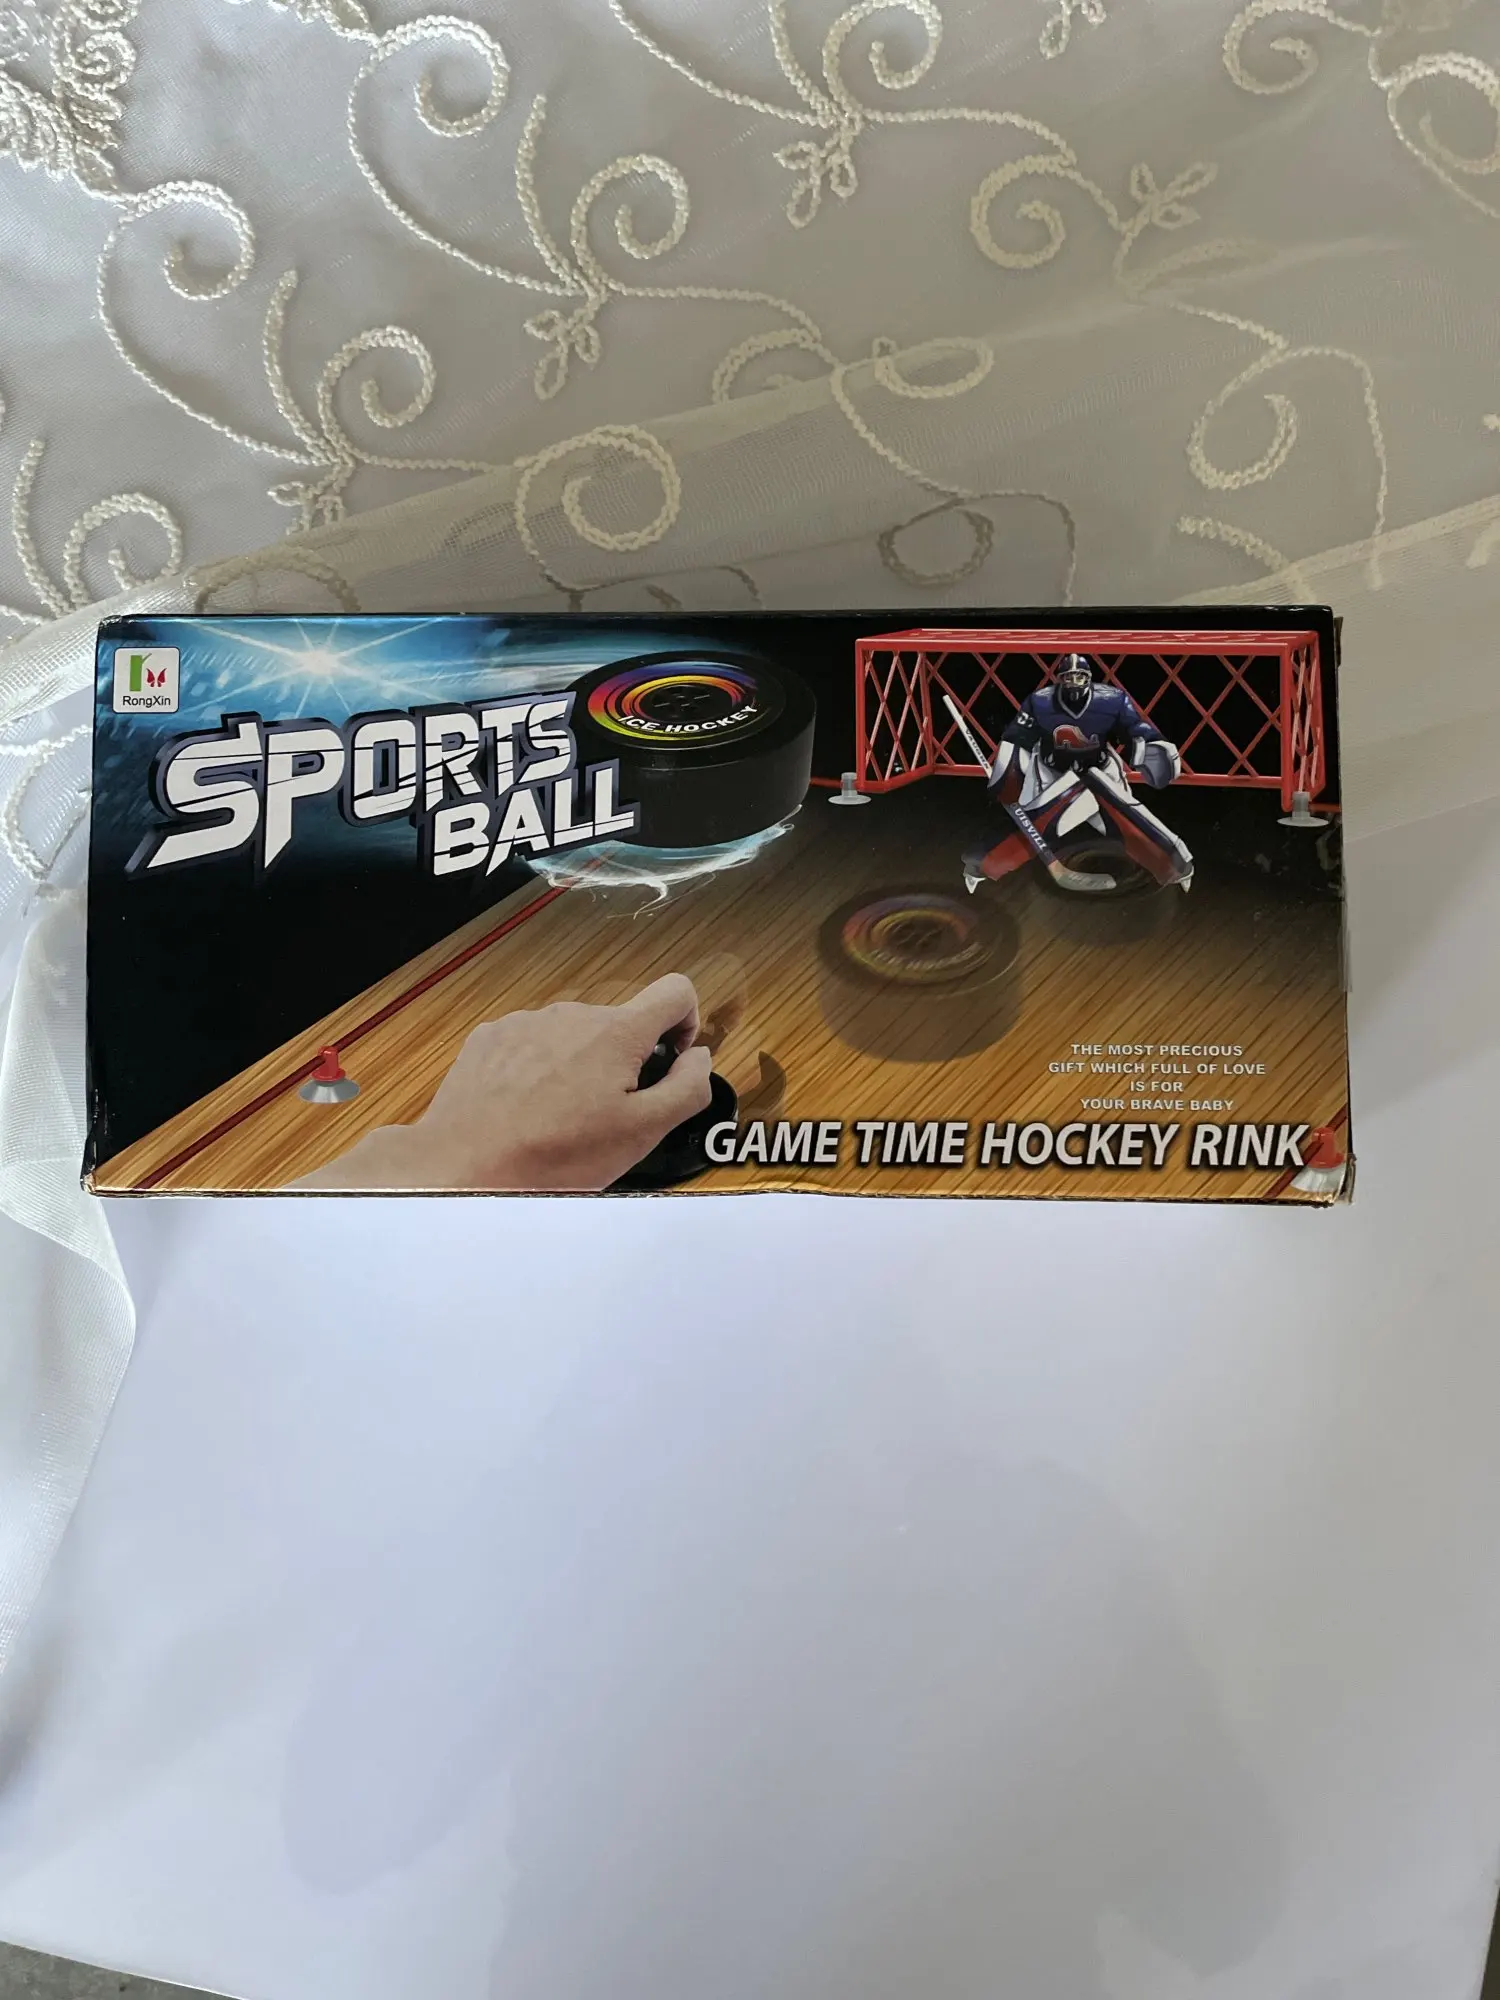 RongXin
SPORTS
BALL
ICE HOCKEY
THE MOST PRECIOUS
GIFT WHICH FULL OF LOVE
IS FOR
YOUR BRAVE BABY
GAME TIME HOCKEY RINK